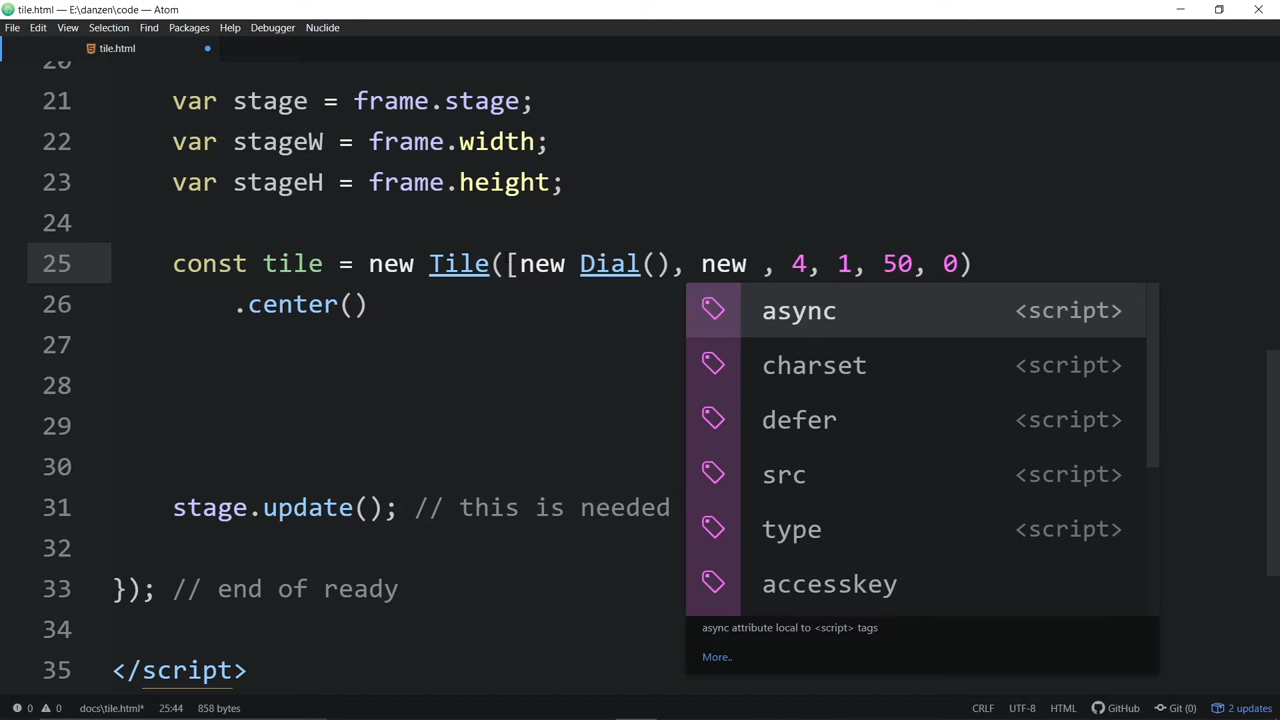 tile.html — E:\danzen\code — Atom
File Edit View Selection Find Packages Help Debugger Nuclide
tile.html
20
21 var stage = frame.stage;
22 var stageW = frame.width;
23 var stageH = frame.height;
24
25 const tile = new Tile([new Dial(), new , 4, 1, 50, 0)
26 .center()
async <script>
27
charset <script>
28
defer <script>
29
src <script>
30
31 stage.update(); // this is needed
type <script>
32
33 }); // end of ready
accesskey
34
async attribute local to <script> tags
More..
35 </script>
0 0 docs\tile.html* 25:44 858 bytes CRLF UTF-8 HTML GitHub Git (0) 2 updates